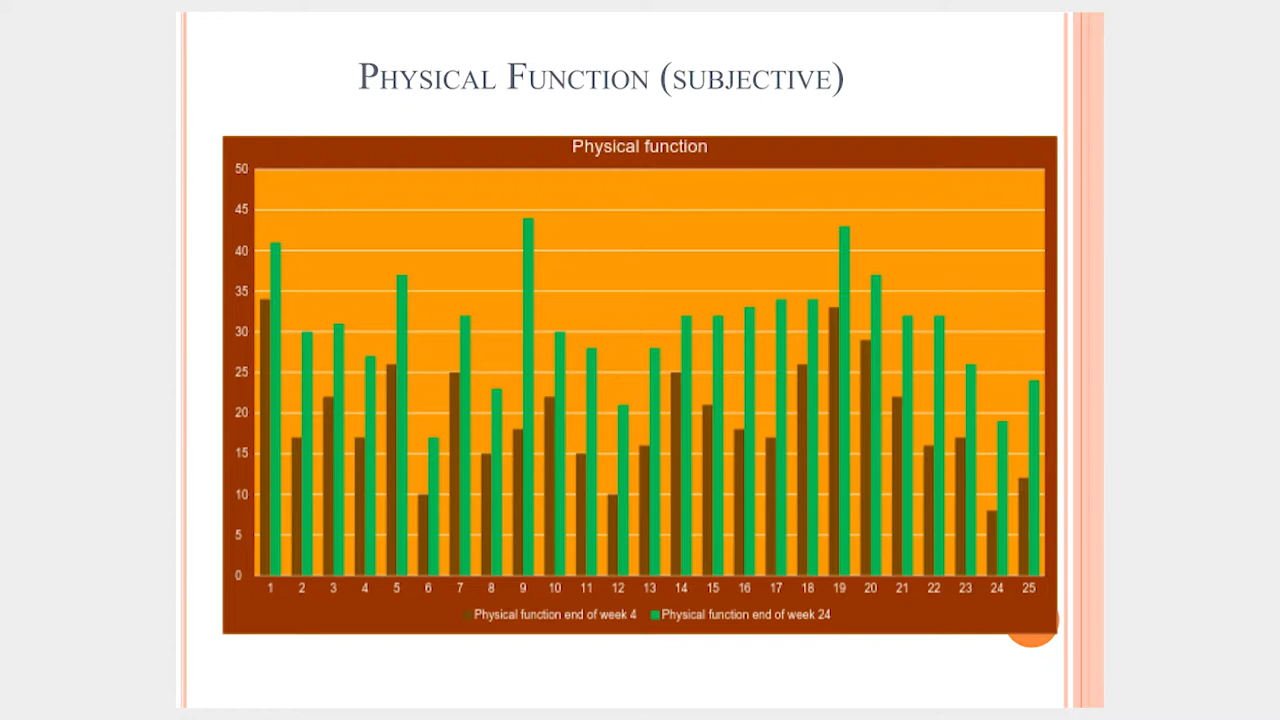 PHYSICAL FUNCTION (SUBJECTIVE)
Physical function
50
45
40
35
30
25
20
15
10
5
0
1 2 3 4 5 6 7 8 9 10 11 12 13 14 15 16 17 18 19 20 21 22 23 24 25
Physical function end of week 4 Physical function end of week 24